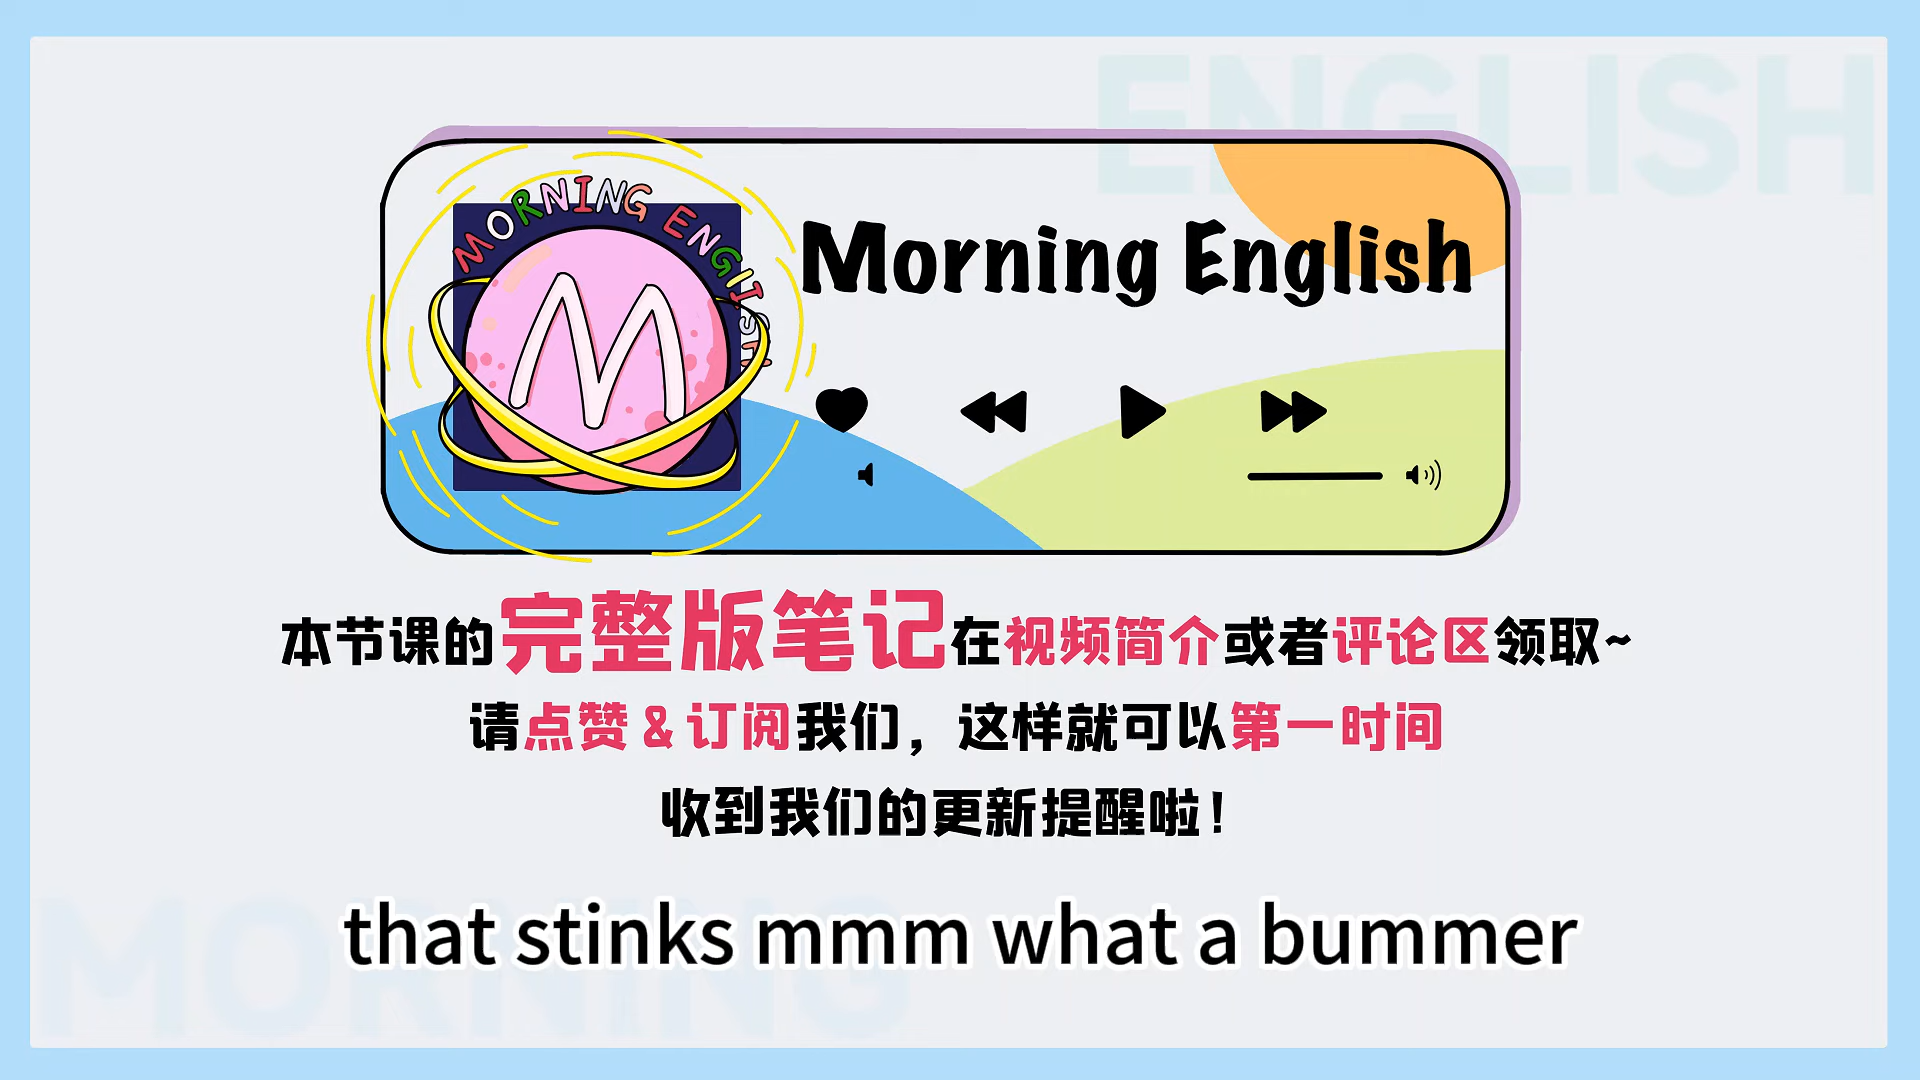 ENGLISH
MORNING ENGLISH
M
Morning English
本节课的完整版笔记在视频简介或者评论区领取~
请点赞&订阅我们，这样就可以第一时间
收到我们的更新提醒啦！
that stinks mmm what a bummer
MORNING